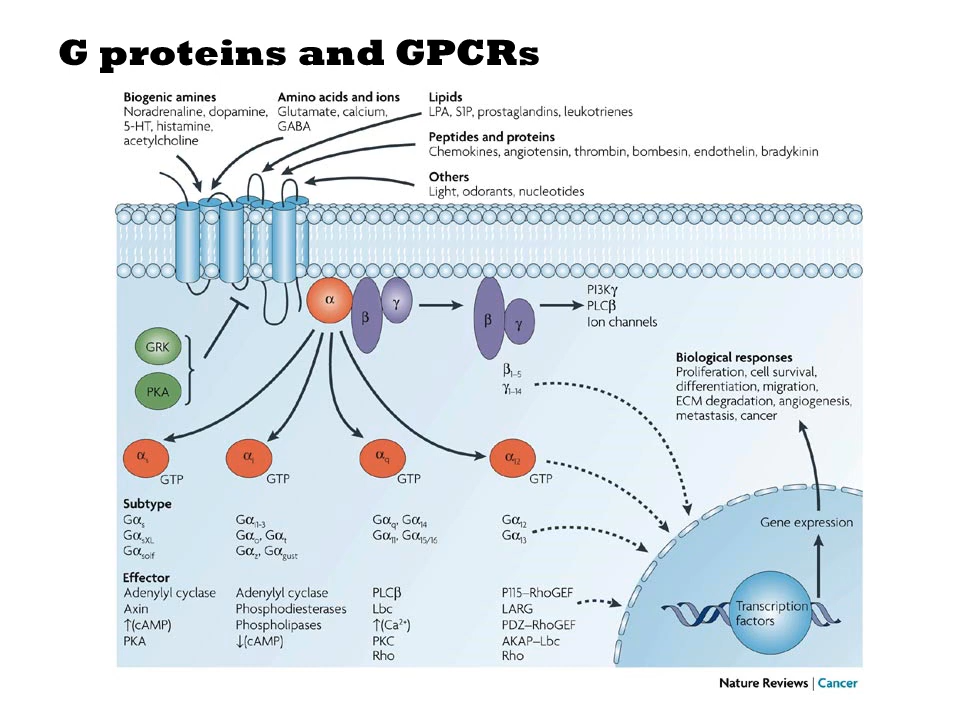 G proteins and GPCRs
Biogenic amines
Noradrenaline, dopamine,
5-HT, histamine,
acetylcholine
Amino acids and ions
Glutamate, calcium,
GABA
Lipids
LPA, S1P, prostaglandins, leukotrienes
Peptides and proteins
Chemokines, angiotensin, thrombin, bombesin, endothelin, bradykinin
Others
Light, odorants, nucleotides
α
β
γ
β
γ
PI3Kγ
PLCβ
Ion channels
GRK
PKA
β1–5
γ1–14
Biological responses
Proliferation, cell survival,
differentiation, migration,
ECM degradation, angiogenesis,
metastasis, cancer
αs
GTP
αi
GTP
αq
GTP
α12
GTP
Subtype
Gαs
GαsXL
Gαsolf
Gαi1-3
Gαo, Gαt
Gαz, Gαgust
Gαq, Gα14
Gα11, Gα15/16
Gα12
Gα13
Effector
Adenylyl cyclase
Axin
↑(cAMP)
PKA
Adenylyl cyclase
Phosphodiesterases
Phospholipases
↓(cAMP)
PLCβ
Lbc
↑(Ca2+)
PKC
Rho
P115–RhoGEF
LARG
PDZ–RhoGEF
AKAP–Lbc
Rho
Gene expression
Transcription
factors
Nature Reviews | Cancer